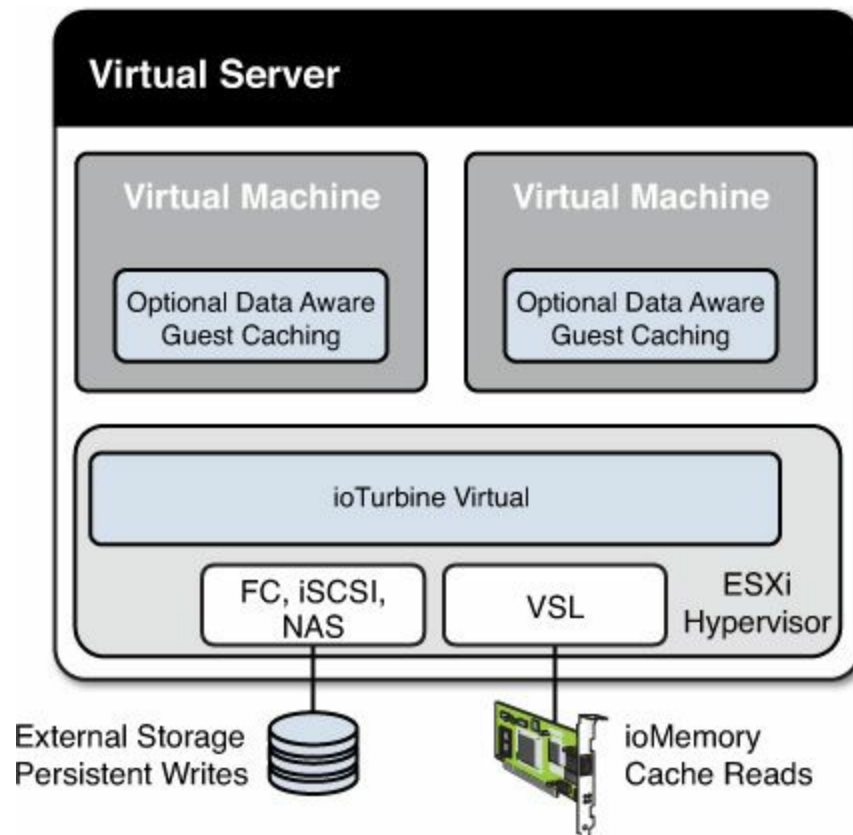 Virtual Server
Virtual Machine
Optional Data Aware
Guest Caching
Virtual Machine
Optional Data Aware
Guest Caching
ioTurbine Virtual
FC, iSCSI,
NAS
VSL
ESXi
Hypervisor
External Storage
Persistent Writes
ioMemory
Cache Reads